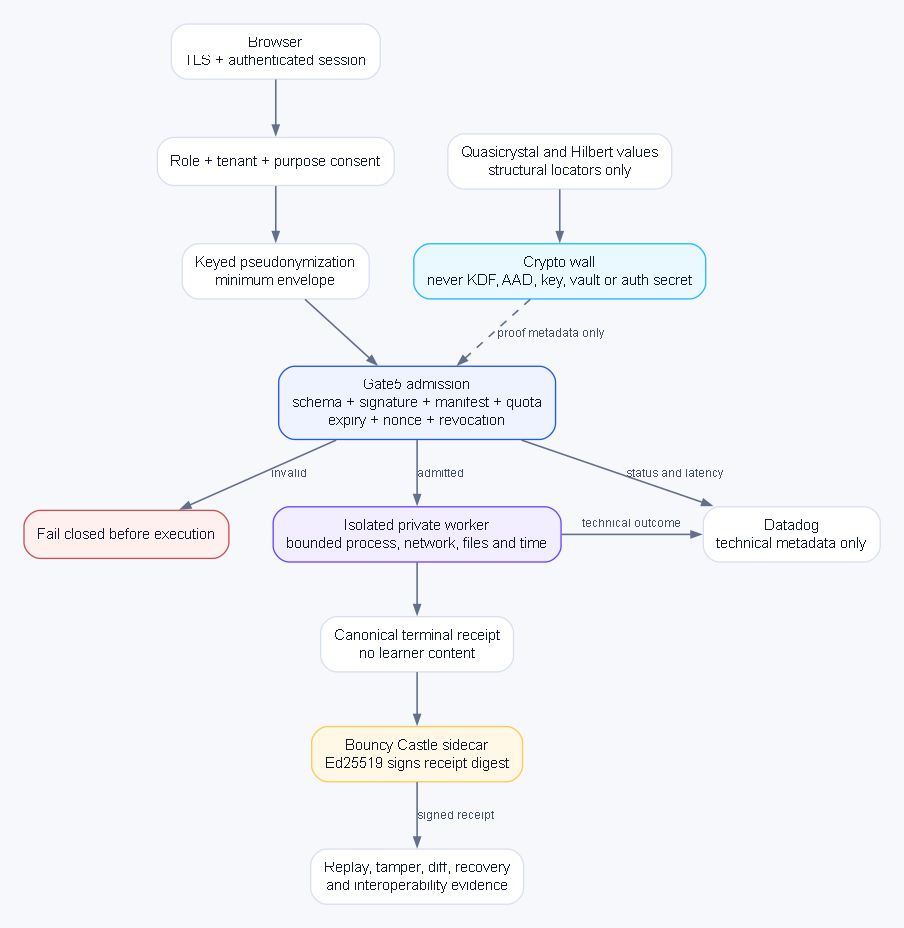 Browser
TLS + authenticated session
Role + tenant + purpose consent
Quasicrystal and Hilbert values
structural locators only
Keyed pseudonymization
minimum envelope
Crypto wall
never KDF, AAD, key, vault or auth secret
proof metadata only
Gate5 admission
schema + signature + manifest + quota
expiry + nonce + revocation
invalid
admitted
status and latency
Fail closed before execution
Isolated private worker
bounded process, network, files and time
technical outcome
Datadog
technical metadata only
Canonical terminal receipt
no learner content
Bouncy Castle sidecar
Ed25519 signs receipt digest
signed receipt
Replay, tamper, diff, recovery
and interoperability evidence